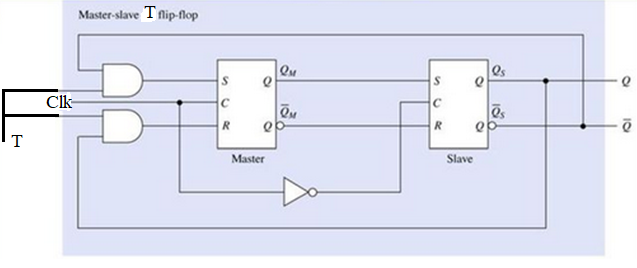 Master-slave T flip-flop
S Q Q_M S Q Q_S Q
Clk C Q̅_M C Q̅_S
T R Q R Q Q̅
Master Slave